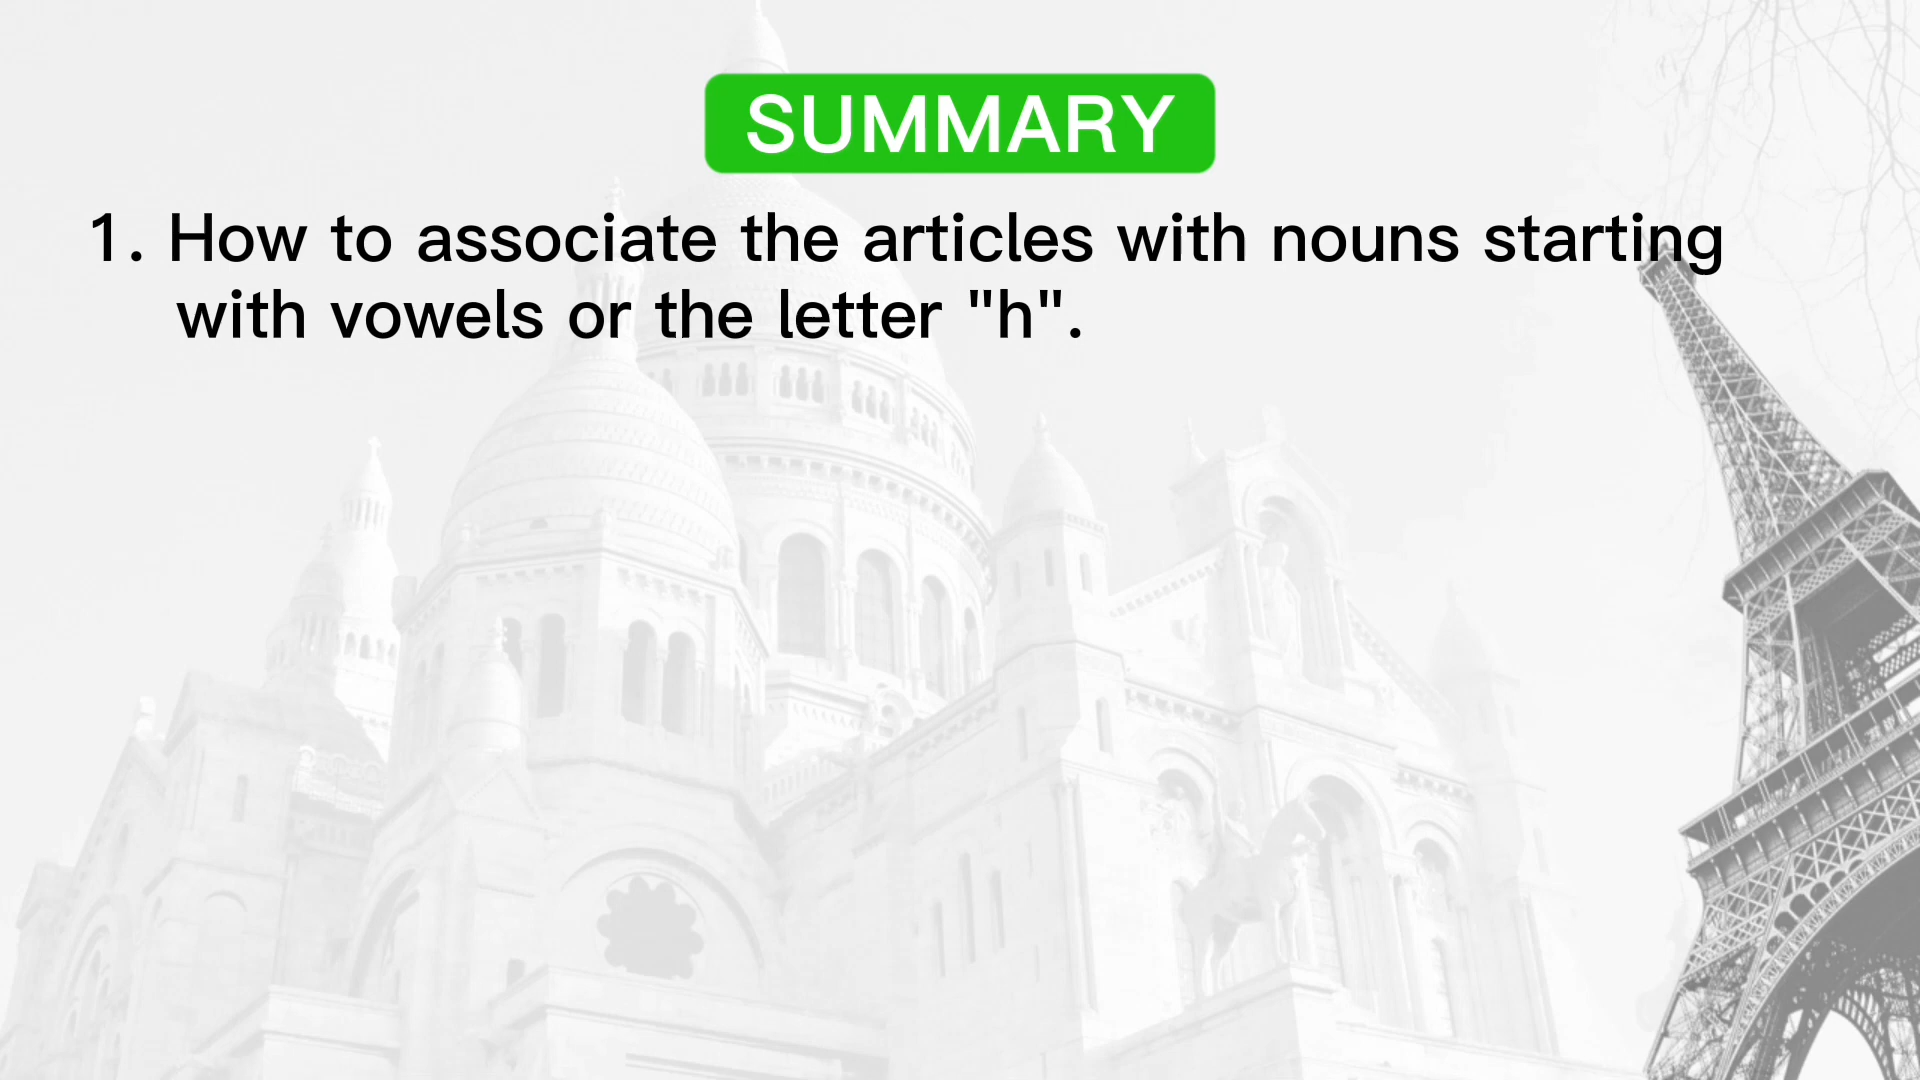 SUMMARY
1. How to associate the articles with nouns starting
with vowels or the letter "h".